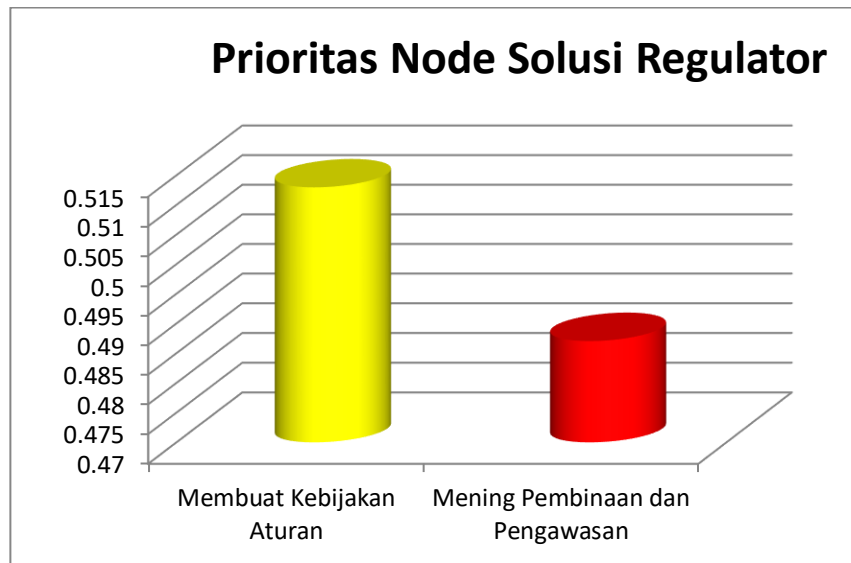 Prioritas Node Solusi Regulator
0.515
0.51
0.505
0.5
0.495
0.49
0.485
0.48
0.475
0.47
Membuat Kebijakan
Aturan
Mening Pembinaan dan
Pengawasan